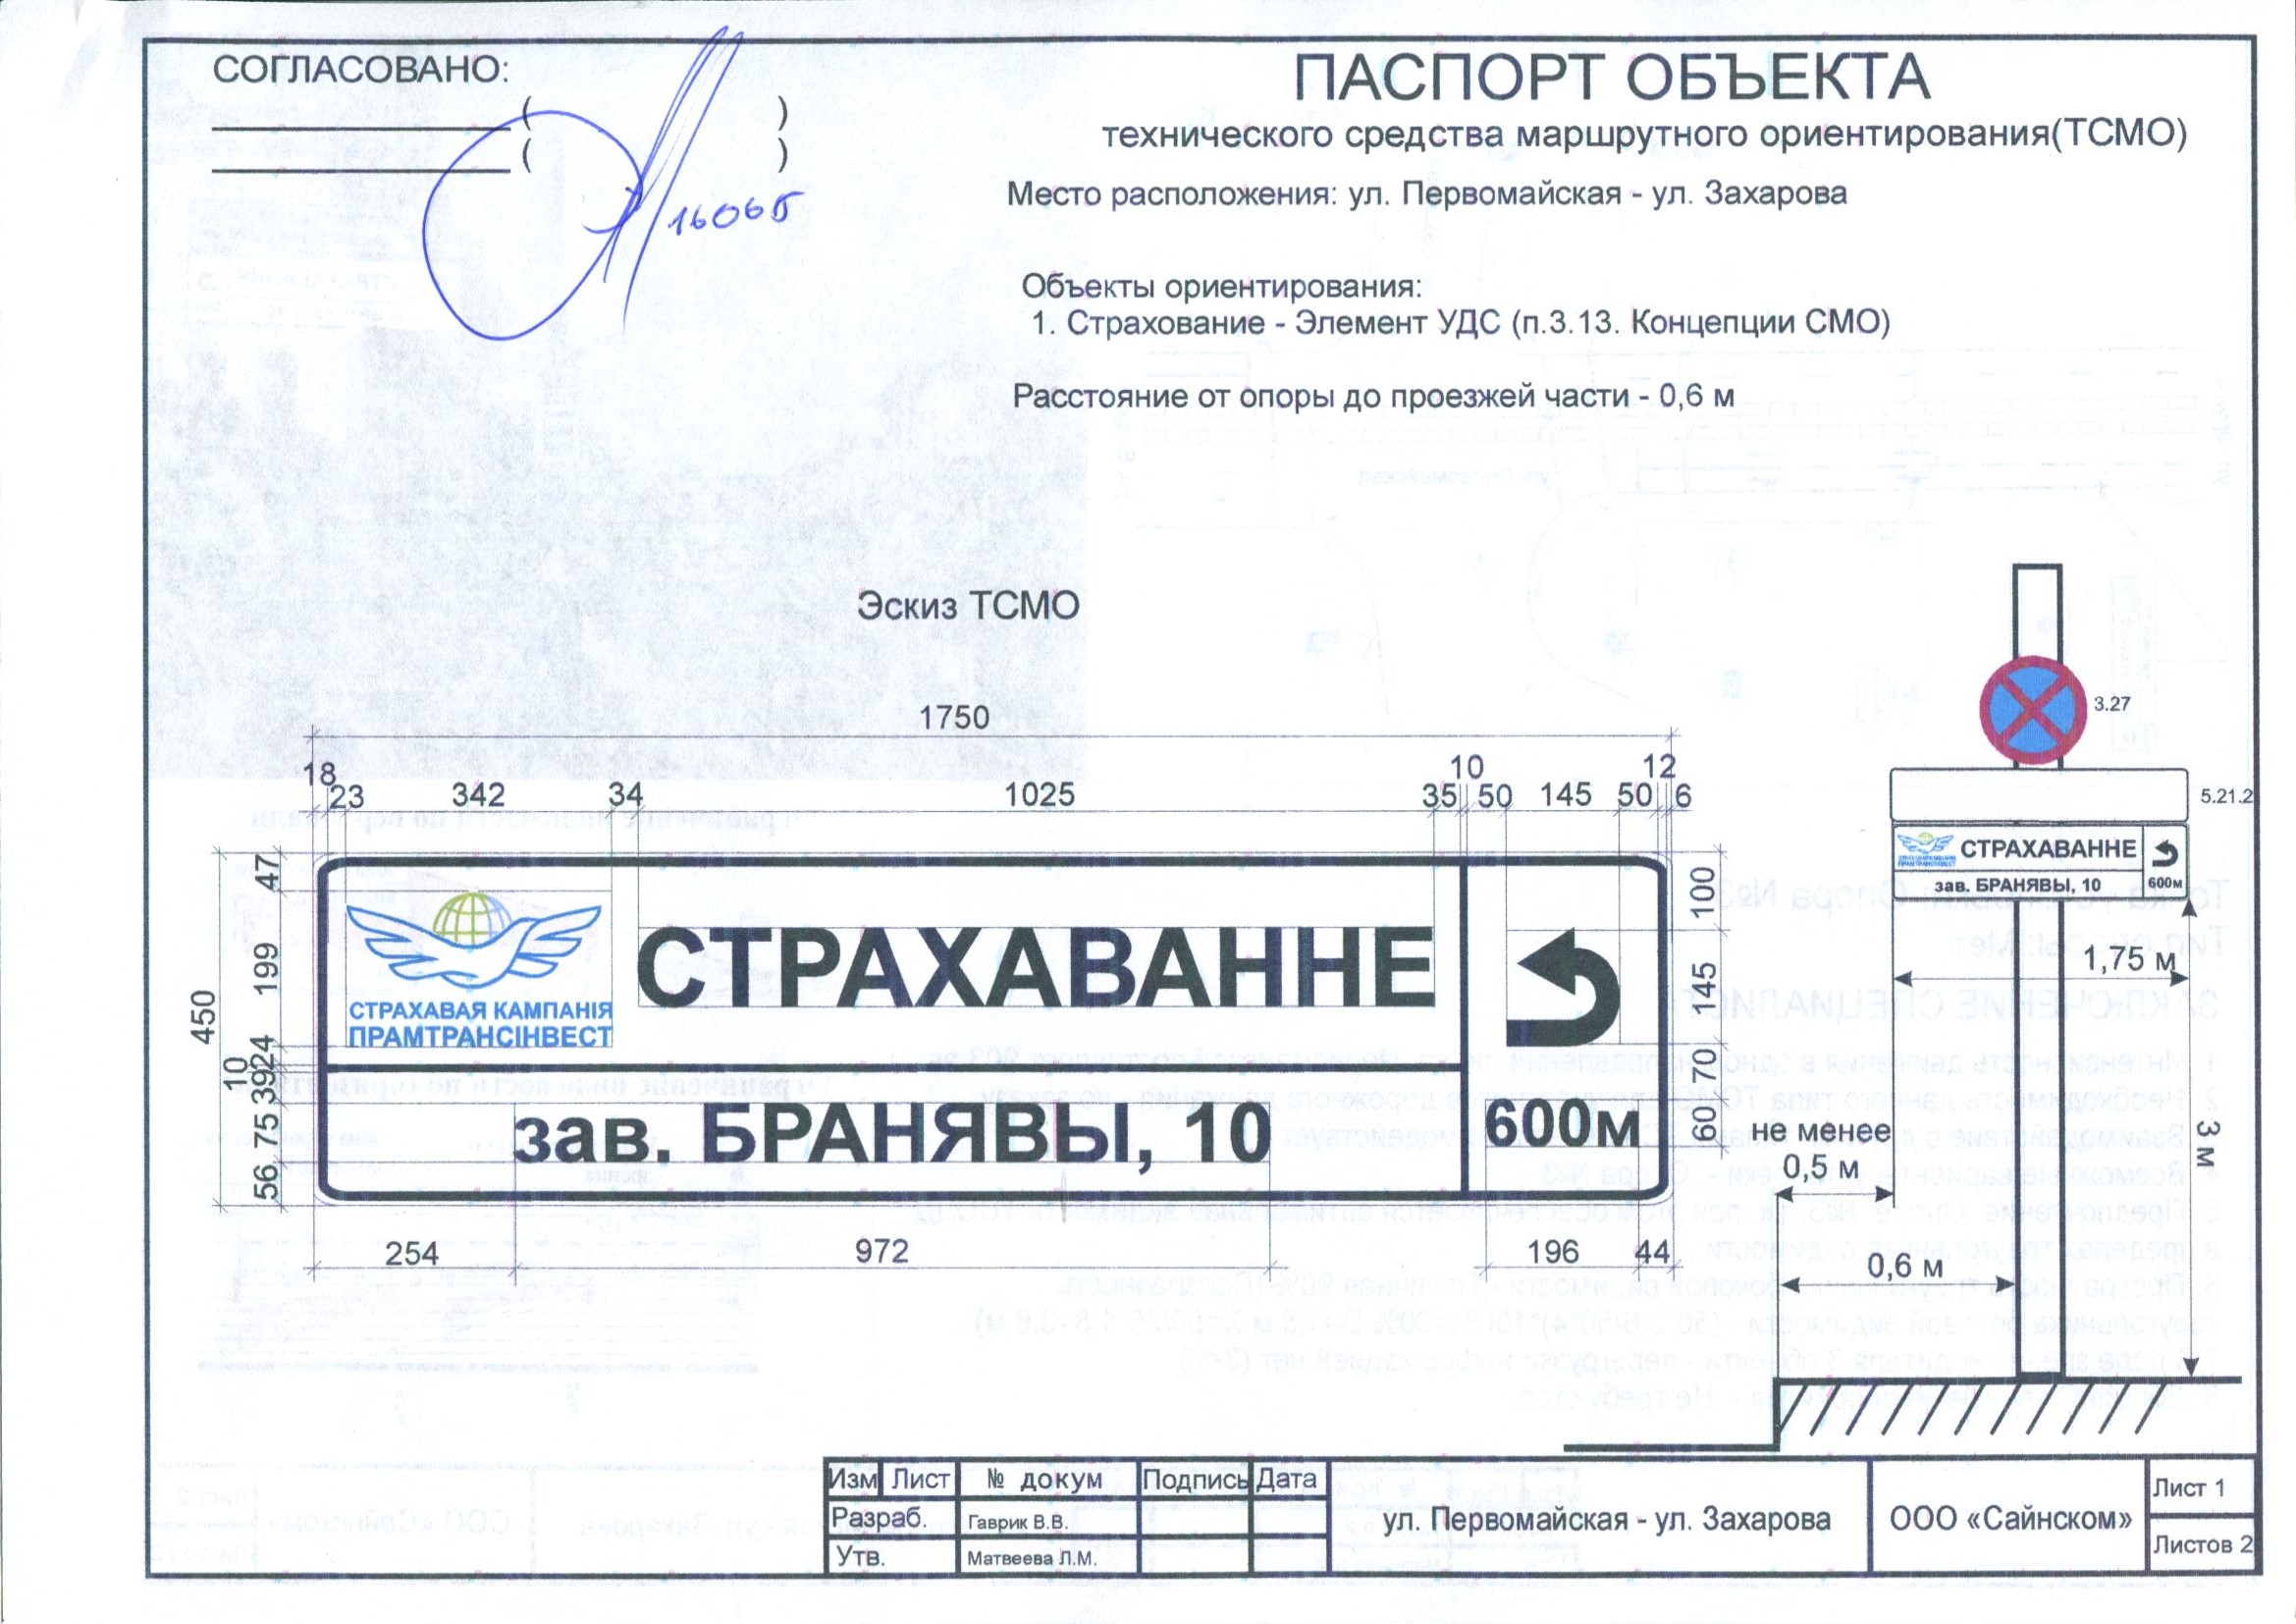 СОГЛАСОВАНО:
( )
( )
16065
ПАСПОРТ ОБЪЕКТА
технического средства маршрутного ориентирования(ТСМО)
Место расположения: ул. Первомайская - ул. Захарова
Объекты ориентирования:
1. Страхование - Элемент УДС (п.3.13. Концепции СМО)
Расстояние от опоры до проезжей части - 0,6 м
Эскиз ТСМО
1750
18 23 342 34 1025 35 10 50 145 50 12 6
450
47 199 24 10 39 75 56
СТРАХАВАЯ КАМПАНІЯ
ПРАМТРАНСІНВЕСТ
СТРАХАВАННЕ
зав. БРАНЯВЫ, 10
600м
100 145 70 60
254 972 196 44
3.27
5.21.2
СТРАХАВАННЕ
зав. БРАНЯВЫ, 10
600м
1,75 м
не менее
0,5 м
0,6 м
3 м
Изм Лист № докум Подпись Дата
Разраб. Гаврик В.В.
Утв. Матвеева Л.М.
ул. Первомайская - ул. Захарова
ООО «Сайнском»
Лист 1
Листов 2